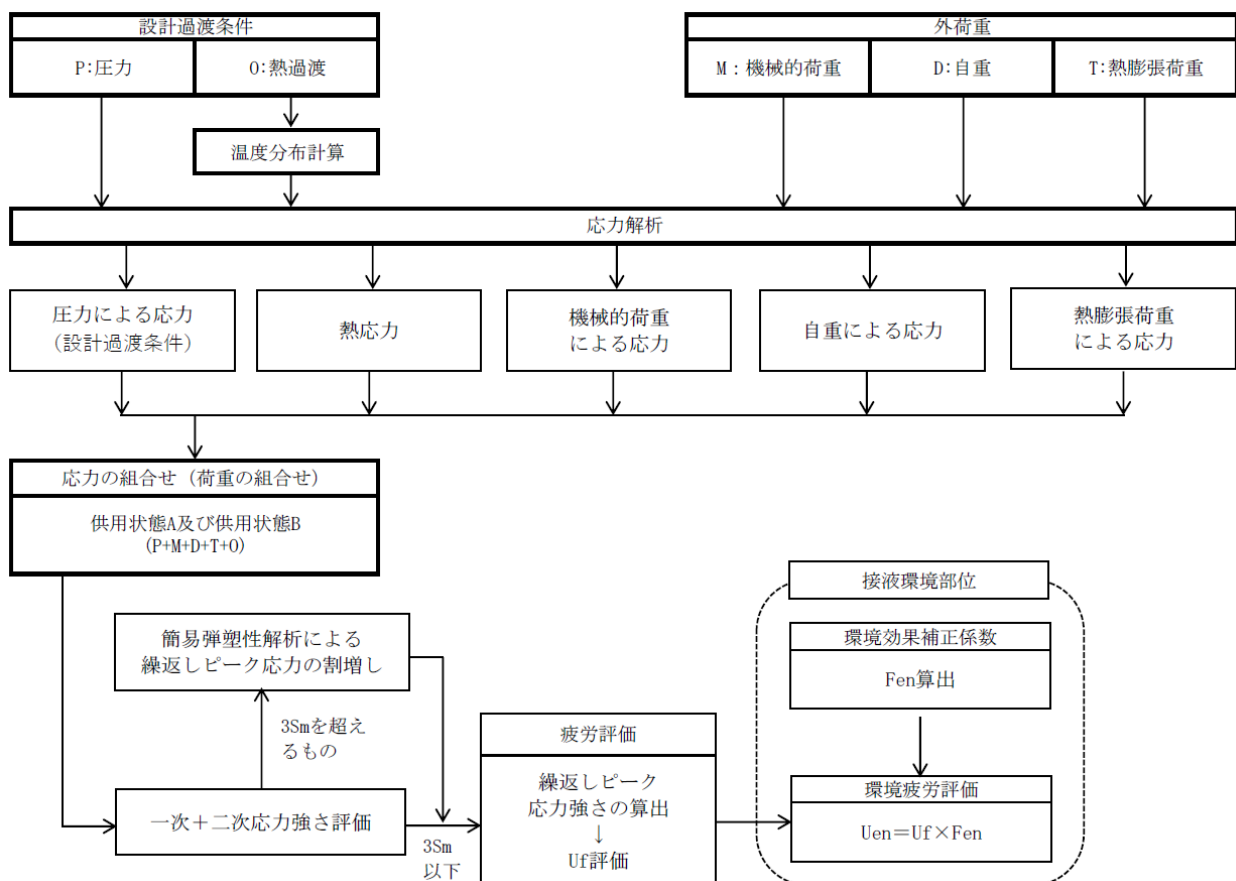 設計過渡条件
P:圧力
O:熱過渡
外荷重
M：機械的荷重
D:自重
T:熱膨張荷重
温度分布計算
応力解析
圧力による応力
(設計過渡条件)
熱応力
機械的荷重
による応力
自重による応力
熱膨張荷重
による応力
応力の組合せ（荷重の組合せ）
供用状態A及び供用状態B
(P+M+D+T+O)
接液環境部位
簡易弾塑性解析による
繰返しピーク応力の割増し
環境効果補正係数
Fen算出
3Smを超え
るもの
疲労評価
繰返しピーク
応力強さの算出
↓
Uf評価
一次＋二次応力強さ評価
3Sm
以下
環境疲労評価
Uen＝Uf×Fen